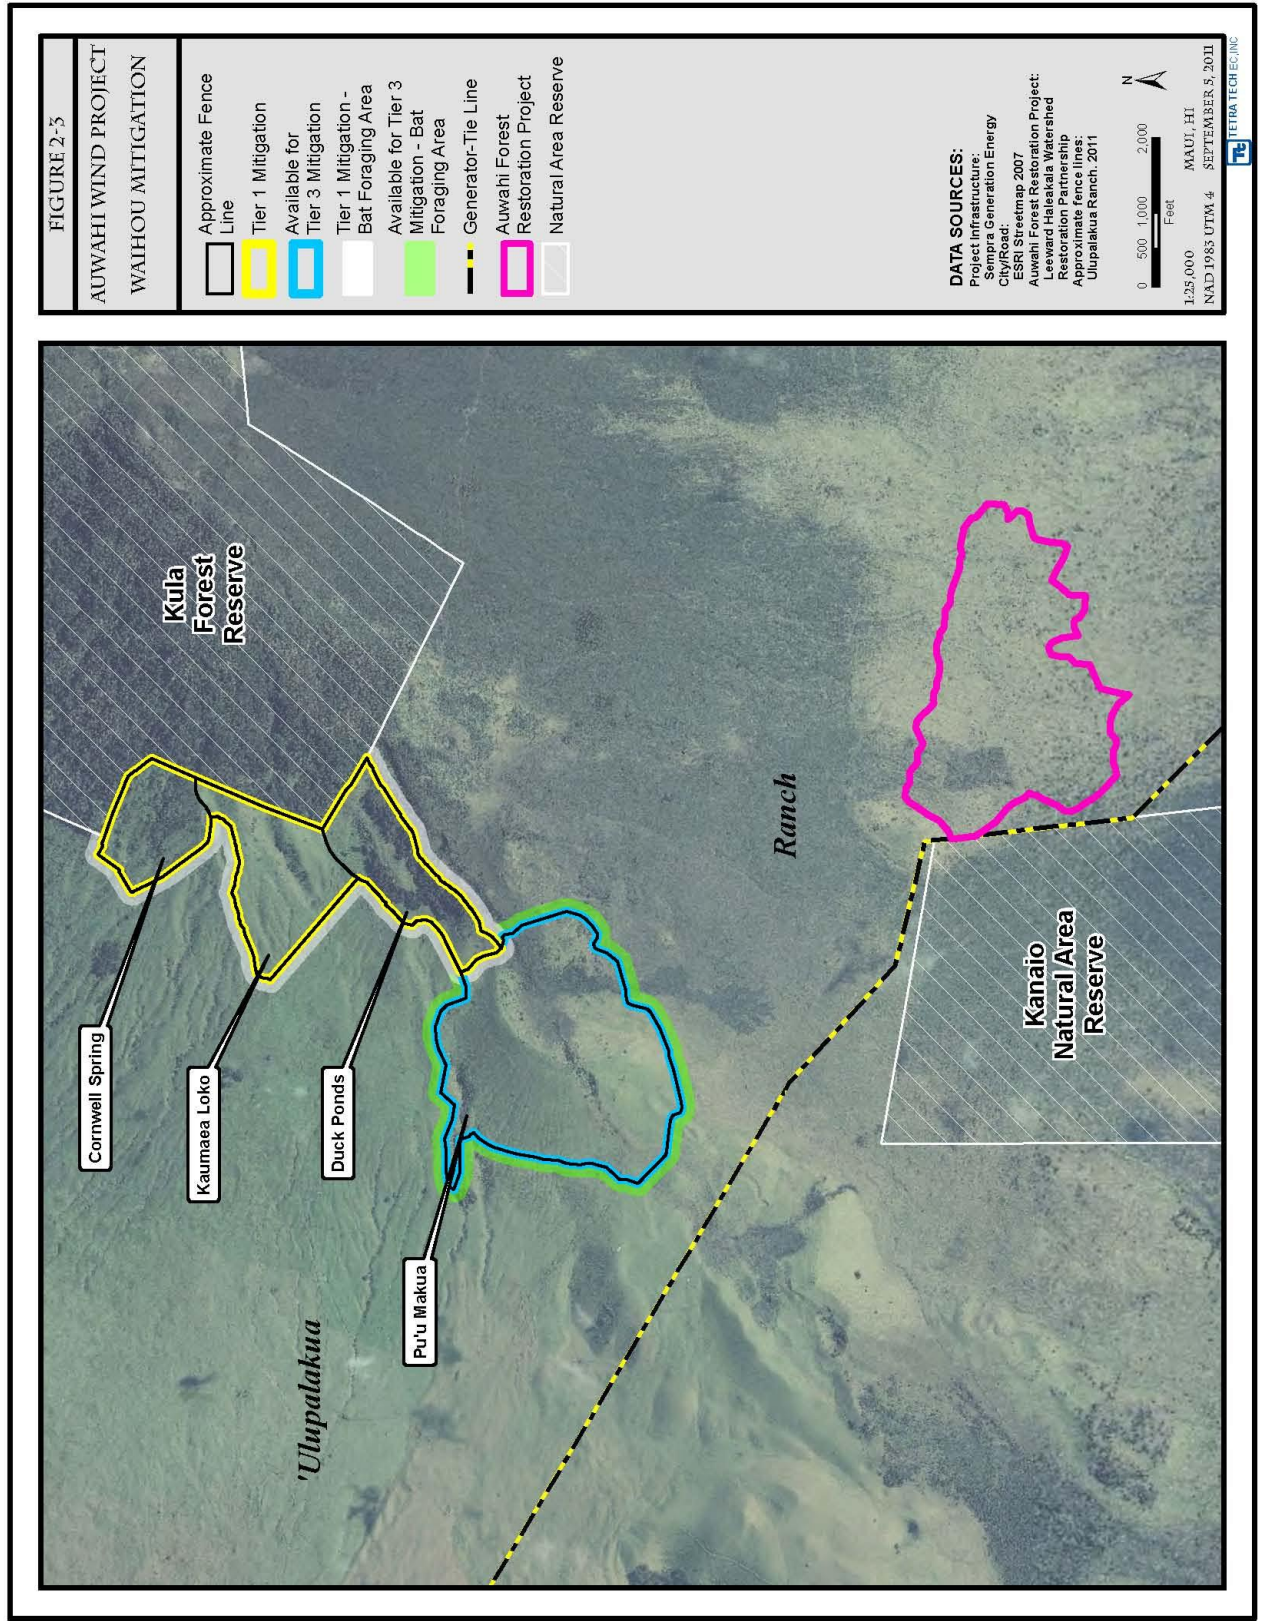 FIGURE 2-3
AUWAHI WIND PROJECT
WAIHOU MITIGATION
Approximate Fence
Line
Tier 1 Mitigation
Available for
Tier 3 Mitigation
Tier 1 Mitigation -
Bat Foraging Area
Available for Tier 3
Mitigation - Bat
Foraging Area
Generator-Tie Line
Auwahi Forest
Restoration Project
Natural Area Reserve
DATA SOURCES:
Project Infrastructure:
Sempra Generation Energy
City/Road:
ESRI Streetmap 2007
Auwahi Forest Restoration Project:
Leeward Haleakala Watershed
Restoration Partnership
Approximate fence lines:
Ulupalakua Ranch. 2011
N
0 500 1,000 2,000
Feet
1:25,000 MAUI, HI
NAD 1983 UTM 4 SEPTEMBER 5, 2011
Tt TETRA TECH EC, INC
Kula
Forest
Reserve
Cornwell Spring
Kaumaea Loko
Duck Ponds
Pu'u Makua
'Ulupalakua
Ranch
Kanaio
Natural Area
Reserve